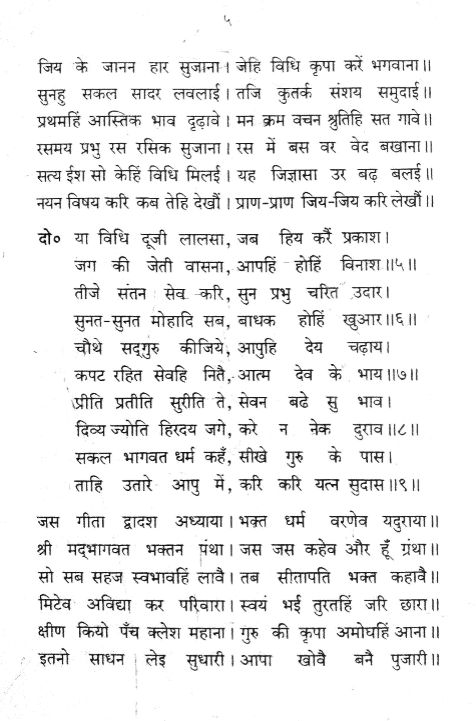 ५
जिय के जानन हार सुजाना। जेहि विधि कृपा करें भगवाना॥
सुनहु सकल सादर लवलाई। तजि कुतर्क संशय समुदाई॥
प्रथमहिं आस्तिक भाव दृढ़ावे। मन क्रम वचन श्रुतिहि सत गावे॥
रसमय प्रभु रस रसिक सुजाना। रस में बस वर वेद बखाना॥
सत्य ईश सो केहिं विधि मिलई। यह जिज्ञासा उर बढ़ बलई॥
नयन विषय करि कब तेहि देखौं। प्राण-प्राण जिय-जिय करि लेखौं॥
दो० या विधि दूजी लालसा, जब हिय करैं प्रकाश।
जग की जेती वासना, आपहिं होहिं विनाश॥५॥
तीजे संतन सेव करि, सुन प्रभु चरित उदार।
सुनत-सुनत मोहादि सब, बाधक होहिं खुआर॥६॥
चौथे सद्गुरु कीजिये, आपुहि देय चढ़ाय।
कपट रहित सेवहि नितै, आत्म देव के भाय॥७॥
प्रीति प्रतीति सुरीति ते, सेवन बढे सु भाव।
दिव्य ज्योति हिरदय जगे, करे न नेक दुराव॥८॥
सकल भागवत धर्म कहँ, सीखे गुरु के पास।
ताहि उतारे आपु में, करि करि यत्न सुदास॥९॥
जस गीता द्वादश अध्याया। भक्त धर्म वरणेव यदुराया॥
श्री मद्भागवत भक्तन पंथा। जस जस कहेव और हूँ ग्रंथा॥
सो सब सहज स्वभावहिं लावै। तब सीतापति भक्त कहावै॥
मिटेव अविद्या कर परिवारा। स्वयं भई तुरतहिं जरि छारा॥
क्षीण कियो पँच क्लेश महाना। गुरु की कृपा अमोघहिं आना॥
इतनो साधन लेइ सुधारी। आपा खोवै बनै पुजारी॥